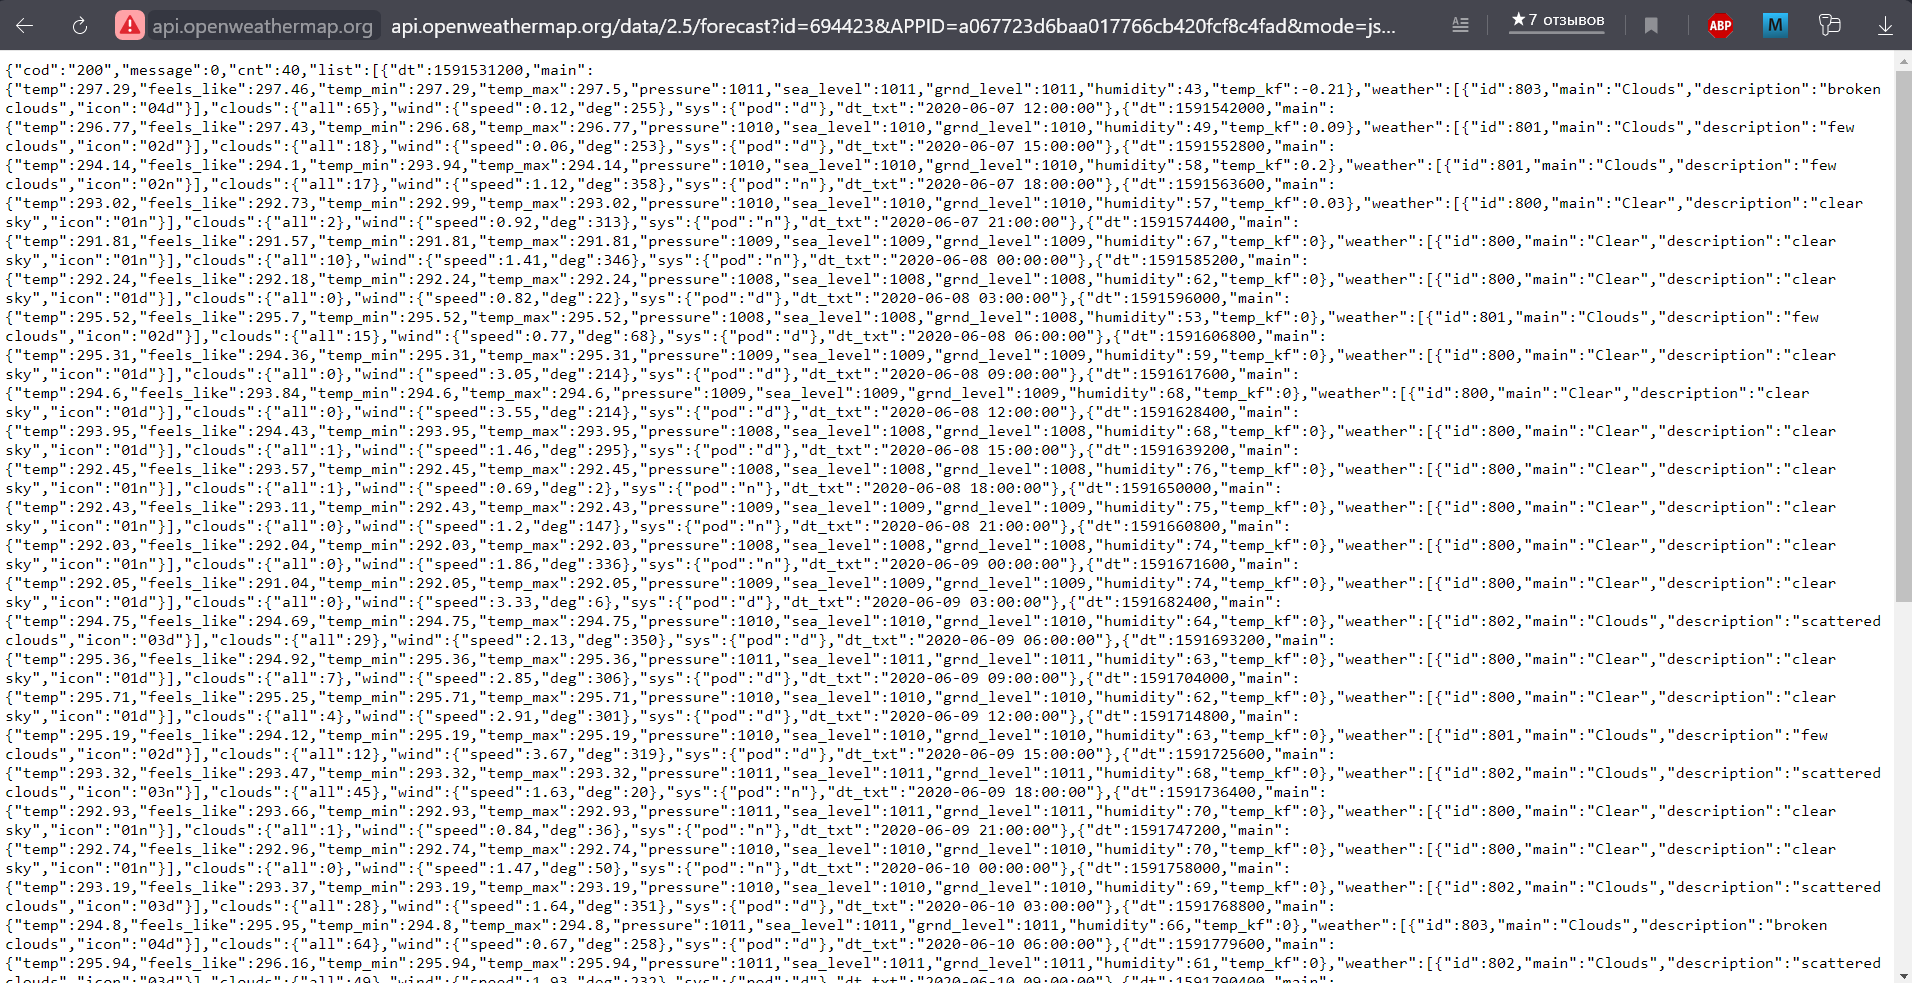 api.openweathermap.org api.openweathermap.org/data/2.5/forecast?id=694423&APPID=a067723d6baa017766cb420fcf8c4fad&mode=js... ★7 отзывов ABP M
{"cod":"200","message":0,"cnt":40,"list":[{"dt":1591531200,"main":
{"temp":297.29,"feels_like":297.46,"temp_min":297.29,"temp_max":297.5,"pressure":1011,"sea_level":1011,"grnd_level":1011,"humidity":43,"temp_kf":-0.21},"weather":[{"id":803,"main":"Clouds","description":"broken
clouds","icon":"04d"}],"clouds":{"all":65},"wind":{"speed":0.12,"deg":255},"sys":{"pod":"d"},"dt_txt":"2020-06-07 12:00:00"},{"dt":1591542000,"main":
{"temp":296.77,"feels_like":297.43,"temp_min":296.68,"temp_max":296.77,"pressure":1010,"sea_level":1010,"grnd_level":1010,"humidity":49,"temp_kf":0.09},"weather":[{"id":801,"main":"Clouds","description":"few
clouds","icon":"02d"}],"clouds":{"all":18},"wind":{"speed":0.06,"deg":253},"sys":{"pod":"d"},"dt_txt":"2020-06-07 15:00:00"},{"dt":1591552800,"main":
{"temp":294.14,"feels_like":294.1,"temp_min":293.94,"temp_max":294.14,"pressure":1010,"sea_level":1010,"grnd_level":1010,"humidity":58,"temp_kf":0.2},"weather":[{"id":801,"main":"Clouds","description":"few
clouds","icon":"02n"}],"clouds":{"all":17},"wind":{"speed":1.12,"deg":358},"sys":{"pod":"n"},"dt_txt":"2020-06-07 18:00:00"},{"dt":1591563600,"main":
{"temp":293.02,"feels_like":292.73,"temp_min":292.99,"temp_max":293.02,"pressure":1010,"sea_level":1010,"grnd_level":1010,"humidity":57,"temp_kf":0.03},"weather":[{"id":800,"main":"Clear","description":"clear
sky","icon":"01n"}],"clouds":{"all":2},"wind":{"speed":0.92,"deg":313},"sys":{"pod":"n"},"dt_txt":"2020-06-07 21:00:00"},{"dt":1591574400,"main":
{"temp":291.81,"feels_like":291.57,"temp_min":291.81,"temp_max":291.81,"pressure":1009,"sea_level":1009,"grnd_level":1009,"humidity":67,"temp_kf":0},"weather":[{"id":800,"main":"Clear","description":"clear
sky","icon":"01n"}],"clouds":{"all":10},"wind":{"speed":1.41,"deg":346},"sys":{"pod":"n"},"dt_txt":"2020-06-08 00:00:00"},{"dt":1591585200,"main":
{"temp":292.24,"feels_like":292.18,"temp_min":292.24,"temp_max":292.24,"pressure":1008,"sea_level":1008,"grnd_level":1008,"humidity":62,"temp_kf":0},"weather":[{"id":800,"main":"Clear","description":"clear
sky","icon":"01d"}],"clouds":{"all":0},"wind":{"speed":0.82,"deg":22},"sys":{"pod":"d"},"dt_txt":"2020-06-08 03:00:00"},{"dt":1591596000,"main":
{"temp":295.52,"feels_like":295.7,"temp_min":295.52,"temp_max":295.52,"pressure":1008,"sea_level":1008,"grnd_level":1008,"humidity":53,"temp_kf":0},"weather":[{"id":801,"main":"Clouds","description":"few
clouds","icon":"02d"}],"clouds":{"all":15},"wind":{"speed":0.77,"deg":68},"sys":{"pod":"d"},"dt_txt":"2020-06-08 06:00:00"},{"dt":1591606800,"main":
{"temp":295.31,"feels_like":294.36,"temp_min":295.31,"temp_max":295.31,"pressure":1009,"sea_level":1009,"grnd_level":1009,"humidity":59,"temp_kf":0},"weather":[{"id":800,"main":"Clear","description":"clear
sky","icon":"01d"}],"clouds":{"all":0},"wind":{"speed":3.05,"deg":214},"sys":{"pod":"d"},"dt_txt":"2020-06-08 09:00:00"},{"dt":1591617600,"main":
{"temp":294.6,"feels_like":293.84,"temp_min":294.6,"temp_max":294.6,"pressure":1009,"sea_level":1009,"grnd_level":1009,"humidity":68,"temp_kf":0},"weather":[{"id":800,"main":"Clear","description":"clear
sky","icon":"01d"}],"clouds":{"all":0},"wind":{"speed":3.55,"deg":214},"sys":{"pod":"d"},"dt_txt":"2020-06-08 12:00:00"},{"dt":1591628400,"main":
{"temp":293.95,"feels_like":294.43,"temp_min":293.95,"temp_max":293.95,"pressure":1008,"sea_level":1008,"grnd_level":1008,"humidity":68,"temp_kf":0},"weather":[{"id":800,"main":"Clear","description":"clear
sky","icon":"01d"}],"clouds":{"all":1},"wind":{"speed":1.46,"deg":295},"sys":{"pod":"d"},"dt_txt":"2020-06-08 15:00:00"},{"dt":1591639200,"main":
{"temp":292.45,"feels_like":293.57,"temp_min":292.45,"temp_max":292.45,"pressure":1008,"sea_level":1008,"grnd_level":1008,"humidity":76,"temp_kf":0},"weather":[{"id":800,"main":"Clear","description":"clear
sky","icon":"01n"}],"clouds":{"all":1},"wind":{"speed":0.69,"deg":2},"sys":{"pod":"n"},"dt_txt":"2020-06-08 18:00:00"},{"dt":1591650000,"main":
{"temp":292.43,"feels_like":293.11,"temp_min":292.43,"temp_max":292.43,"pressure":1009,"sea_level":1009,"grnd_level":1009,"humidity":75,"temp_kf":0},"weather":[{"id":800,"main":"Clear","description":"clear
sky","icon":"01n"}],"clouds":{"all":0},"wind":{"speed":1.2,"deg":147},"sys":{"pod":"n"},"dt_txt":"2020-06-08 21:00:00"},{"dt":1591660800,"main":
{"temp":292.03,"feels_like":292.04,"temp_min":292.03,"temp_max":292.03,"pressure":1008,"sea_level":1008,"grnd_level":1008,"humidity":74,"temp_kf":0},"weather":[{"id":800,"main":"Clear","description":"clear
sky","icon":"01n"}],"clouds":{"all":0},"wind":{"speed":1.86,"deg":336},"sys":{"pod":"n"},"dt_txt":"2020-06-09 00:00:00"},{"dt":1591671600,"main":
{"temp":292.05,"feels_like":291.04,"temp_min":292.05,"temp_max":292.05,"pressure":1009,"sea_level":1009,"grnd_level":1009,"humidity":74,"temp_kf":0},"weather":[{"id":800,"main":"Clear","description":"clear
sky","icon":"01d"}],"clouds":{"all":0},"wind":{"speed":3.33,"deg":6},"sys":{"pod":"d"},"dt_txt":"2020-06-09 03:00:00"},{"dt":1591682400,"main":
{"temp":294.75,"feels_like":294.69,"temp_min":294.75,"temp_max":294.75,"pressure":1010,"sea_level":1010,"grnd_level":1010,"humidity":64,"temp_kf":0},"weather":[{"id":802,"main":"Clouds","description":"scattered
clouds","icon":"03d"}],"clouds":{"all":29},"wind":{"speed":2.13,"deg":350},"sys":{"pod":"d"},"dt_txt":"2020-06-09 06:00:00"},{"dt":1591693200,"main":
{"temp":295.36,"feels_like":294.92,"temp_min":295.36,"temp_max":295.36,"pressure":1011,"sea_level":1011,"grnd_level":1011,"humidity":63,"temp_kf":0},"weather":[{"id":800,"main":"Clear","description":"clear
sky","icon":"01d"}],"clouds":{"all":7},"wind":{"speed":2.85,"deg":306},"sys":{"pod":"d"},"dt_txt":"2020-06-09 09:00:00"},{"dt":1591704000,"main":
{"temp":295.71,"feels_like":295.25,"temp_min":295.71,"temp_max":295.71,"pressure":1010,"sea_level":1010,"grnd_level":1010,"humidity":62,"temp_kf":0},"weather":[{"id":800,"main":"Clear","description":"clear
sky","icon":"01d"}],"clouds":{"all":4},"wind":{"speed":2.91,"deg":301},"sys":{"pod":"d"},"dt_txt":"2020-06-09 12:00:00"},{"dt":1591714800,"main":
{"temp":295.19,"feels_like":294.12,"temp_min":295.19,"temp_max":295.19,"pressure":1010,"sea_level":1010,"grnd_level":1010,"humidity":63,"temp_kf":0},"weather":[{"id":801,"main":"Clouds","description":"few
clouds","icon":"02d"}],"clouds":{"all":12},"wind":{"speed":3.67,"deg":319},"sys":{"pod":"d"},"dt_txt":"2020-06-09 15:00:00"},{"dt":1591725600,"main":
{"temp":293.32,"feels_like":293.47,"temp_min":293.32,"temp_max":293.32,"pressure":1011,"sea_level":1011,"grnd_level":1011,"humidity":68,"temp_kf":0},"weather":[{"id":802,"main":"Clouds","description":"scattered
clouds","icon":"03n"}],"clouds":{"all":45},"wind":{"speed":1.63,"deg":20},"sys":{"pod":"n"},"dt_txt":"2020-06-09 18:00:00"},{"dt":1591736400,"main":
{"temp":292.93,"feels_like":293.66,"temp_min":292.93,"temp_max":292.93,"pressure":1011,"sea_level":1011,"grnd_level":1011,"humidity":70,"temp_kf":0},"weather":[{"id":800,"main":"Clear","description":"clear
sky","icon":"01n"}],"clouds":{"all":1},"wind":{"speed":0.84,"deg":36},"sys":{"pod":"n"},"dt_txt":"2020-06-09 21:00:00"},{"dt":1591747200,"main":
{"temp":292.74,"feels_like":292.96,"temp_min":292.74,"temp_max":292.74,"pressure":1010,"sea_level":1010,"grnd_level":1010,"humidity":70,"temp_kf":0},"weather":[{"id":800,"main":"Clear","description":"clear
sky","icon":"01n"}],"clouds":{"all":0},"wind":{"speed":1.47,"deg":50},"sys":{"pod":"n"},"dt_txt":"2020-06-10 00:00:00"},{"dt":1591758000,"main":
{"temp":293.19,"feels_like":293.37,"temp_min":293.19,"temp_max":293.19,"pressure":1010,"sea_level":1010,"grnd_level":1010,"humidity":69,"temp_kf":0},"weather":[{"id":802,"main":"Clouds","description":"scattered
clouds","icon":"03d"}],"clouds":{"all":28},"wind":{"speed":1.64,"deg":351},"sys":{"pod":"d"},"dt_txt":"2020-06-10 03:00:00"},{"dt":1591768800,"main":
{"temp":294.8,"feels_like":295.95,"temp_min":294.8,"temp_max":294.8,"pressure":1011,"sea_level":1011,"grnd_level":1011,"humidity":66,"temp_kf":0},"weather":[{"id":803,"main":"Clouds","description":"broken
clouds","icon":"04d"}],"clouds":{"all":64},"wind":{"speed":0.67,"deg":258},"sys":{"pod":"d"},"dt_txt":"2020-06-10 06:00:00"},{"dt":1591779600,"main":
{"temp":295.94,"feels_like":296.16,"temp_min":295.94,"temp_max":295.94,"pressure":1011,"sea_level":1011,"grnd_level":1011,"humidity":61,"temp_kf":0},"weather":[{"id":802,"main":"Clouds","description":"scattered
clouds","icon":"03d"}],"clouds":{"all":49},"wind":{"speed":1.93,"deg":232},"sys":{"pod":"d"},"dt_txt":"2020-06-10 09:00:00"},{"dt":1591790400,"main":